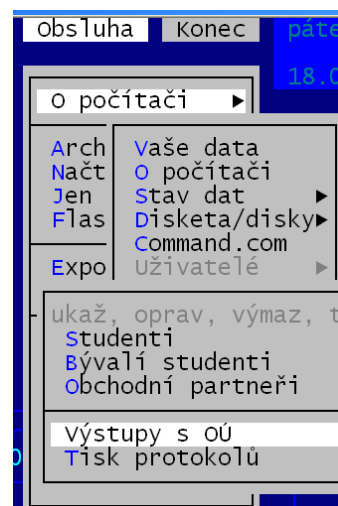 Obsluha Konec páte
18.0
O počítači ►
Arch Vaše data
Načt O počítači
Jen Stav dat ►
Flas Disketa/disky►
Command.com
Expo Uživatelé ►
ukaž, oprav, výmaz, t
Studenti
Bývalí studenti
Obchodní partneři
Výstupy s OÚ
Tisk protokolů